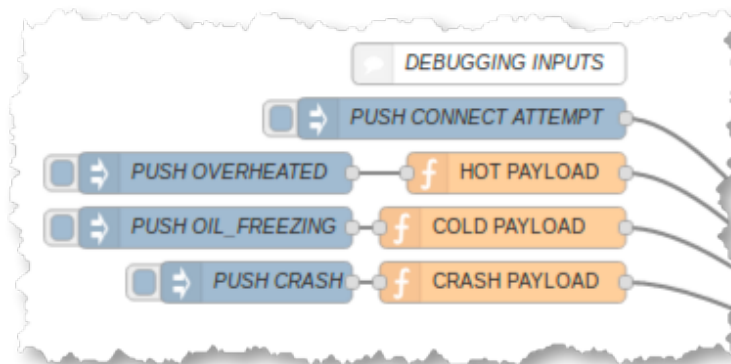 DEBUGGING INPUTS
PUSH CONNECT ATTEMPT
PUSH OVERHEATED HOT PAYLOAD
PUSH OIL_FREEZING COLD PAYLOAD
PUSH CRASH CRASH PAYLOAD